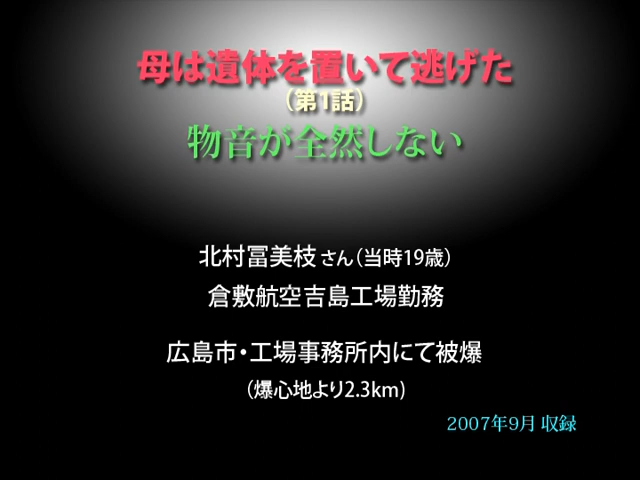 母は遺体を置いて逃げた
（第1話）
物音が全然しない
北村冨美枝さん（当時19歳）
倉敷航空吉島工場勤務
広島市・工場事務所内にて被爆
（爆心地より2.3km）
2007年9月 収録